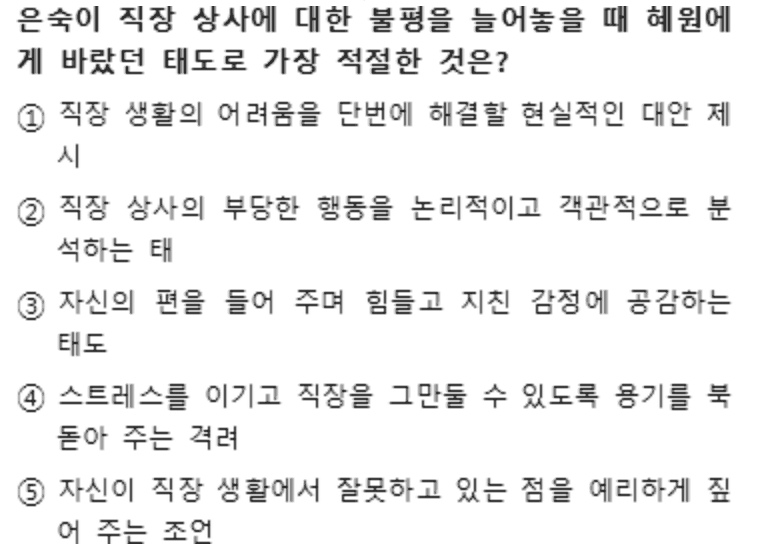 은숙이 직장 상사에 대한 불평을 늘어놓을 때 혜원에
게 바랐던 태도로 가장 적절한 것은?
① 직장 생활의 어려움을 단번에 해결할 현실적인 대안 제
시
② 직장 상사의 부당한 행동을 논리적이고 객관적으로 분
석하는 태
③ 자신의 편을 들어 주며 힘들고 지친 감정에 공감하는
태도
④ 스트레스를 이기고 직장을 그만둘 수 있도록 용기를 북
돋아 주는 격려
⑤ 자신이 직장 생활에서 잘못하고 있는 점을 예리하게 짚
어 주는 조언